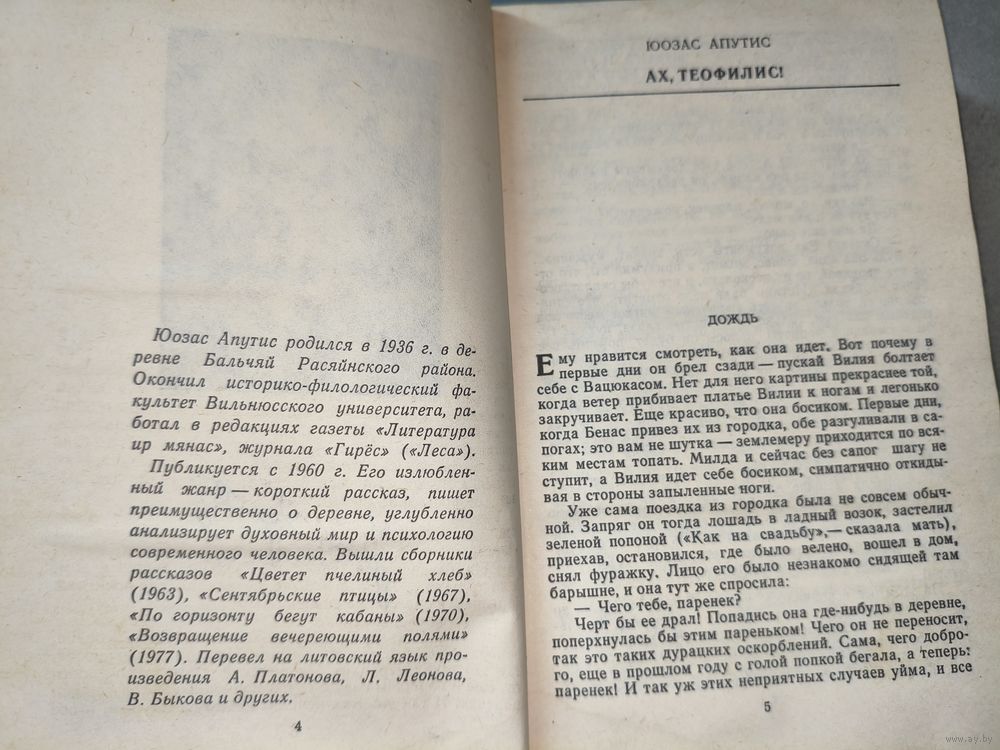 Юозас Апутис родился в 1936 г. в де-
ревне Бальчяй Расяйнского района.
Окончил историко-филологический фа-
культет Вильнюсского университета, ра-
ботал в редакциях газеты «Литература
ир мянас», журнала «Гирёс» («Леса»).
Публикуется с 1960 г. Его излюблен-
ный жанр — короткий рассказ, пишет
преимущественно о деревне, углубленно
анализирует духовный мир и психологию
современного человека. Вышли сборники
рассказов «Цветет пчелиный хлеб»
(1963), «Сентябрьские птицы» (1967),
«По горизонту бегут кабаны» (1970),
«Возвращение вечереющими полями»
(1977). Перевел на литовский язык про-
изведения А. Платонова, Л. Леонова,
В. Быкова и других.
4
ЮОЗАС АПУТИС
АХ, ТЕОФИЛИС!
ДОЖДЬ
Ему нравится смотреть, как она идет. Вот почему в
первые дни он брел сзади — пускай Вилия болтает
себе с Вацюкасом. Нет для него картины прекраснее той,
когда ветер прибивает платье Вилии к ногам и легонько
закручивает. Еще красиво, что она босиком. Первые дни,
когда Бенас привез их из городка, обе разгуливали в са-
погах; это вам не шутка — землемеру приходится по вся-
ким местам топать. Милда и сейчас без сапог шагу не
ступит, а Вилия идет себе босиком, симпатично откиды-
вая в стороны запыленные ноги.
Уже сама поездка из городка была не совсем обыч-
ной. Запряг он тогда лошадь в ладный возок, застелил
зеленой попоной («Как на свадьбу», — сказала мать),
приехав, остановился, где было велено, вошел в дом,
снял фуражку. Лицо его было незнакомо сидящей там
барышне, и она тут же спросила:
— Чего тебе, паренек?
Черт бы ее драл! Попадись она где-нибудь в деревне,
поперхнулась бы этим пареньком! Чего он не переносит,
так это таких дурацких оскорблений. Сама, чего добро-
го, еще в прошлом году с голой попкой бегала, а теперь:
паренек! И так уж этих неприятных случаев уйма, и все
5
www.ay.by